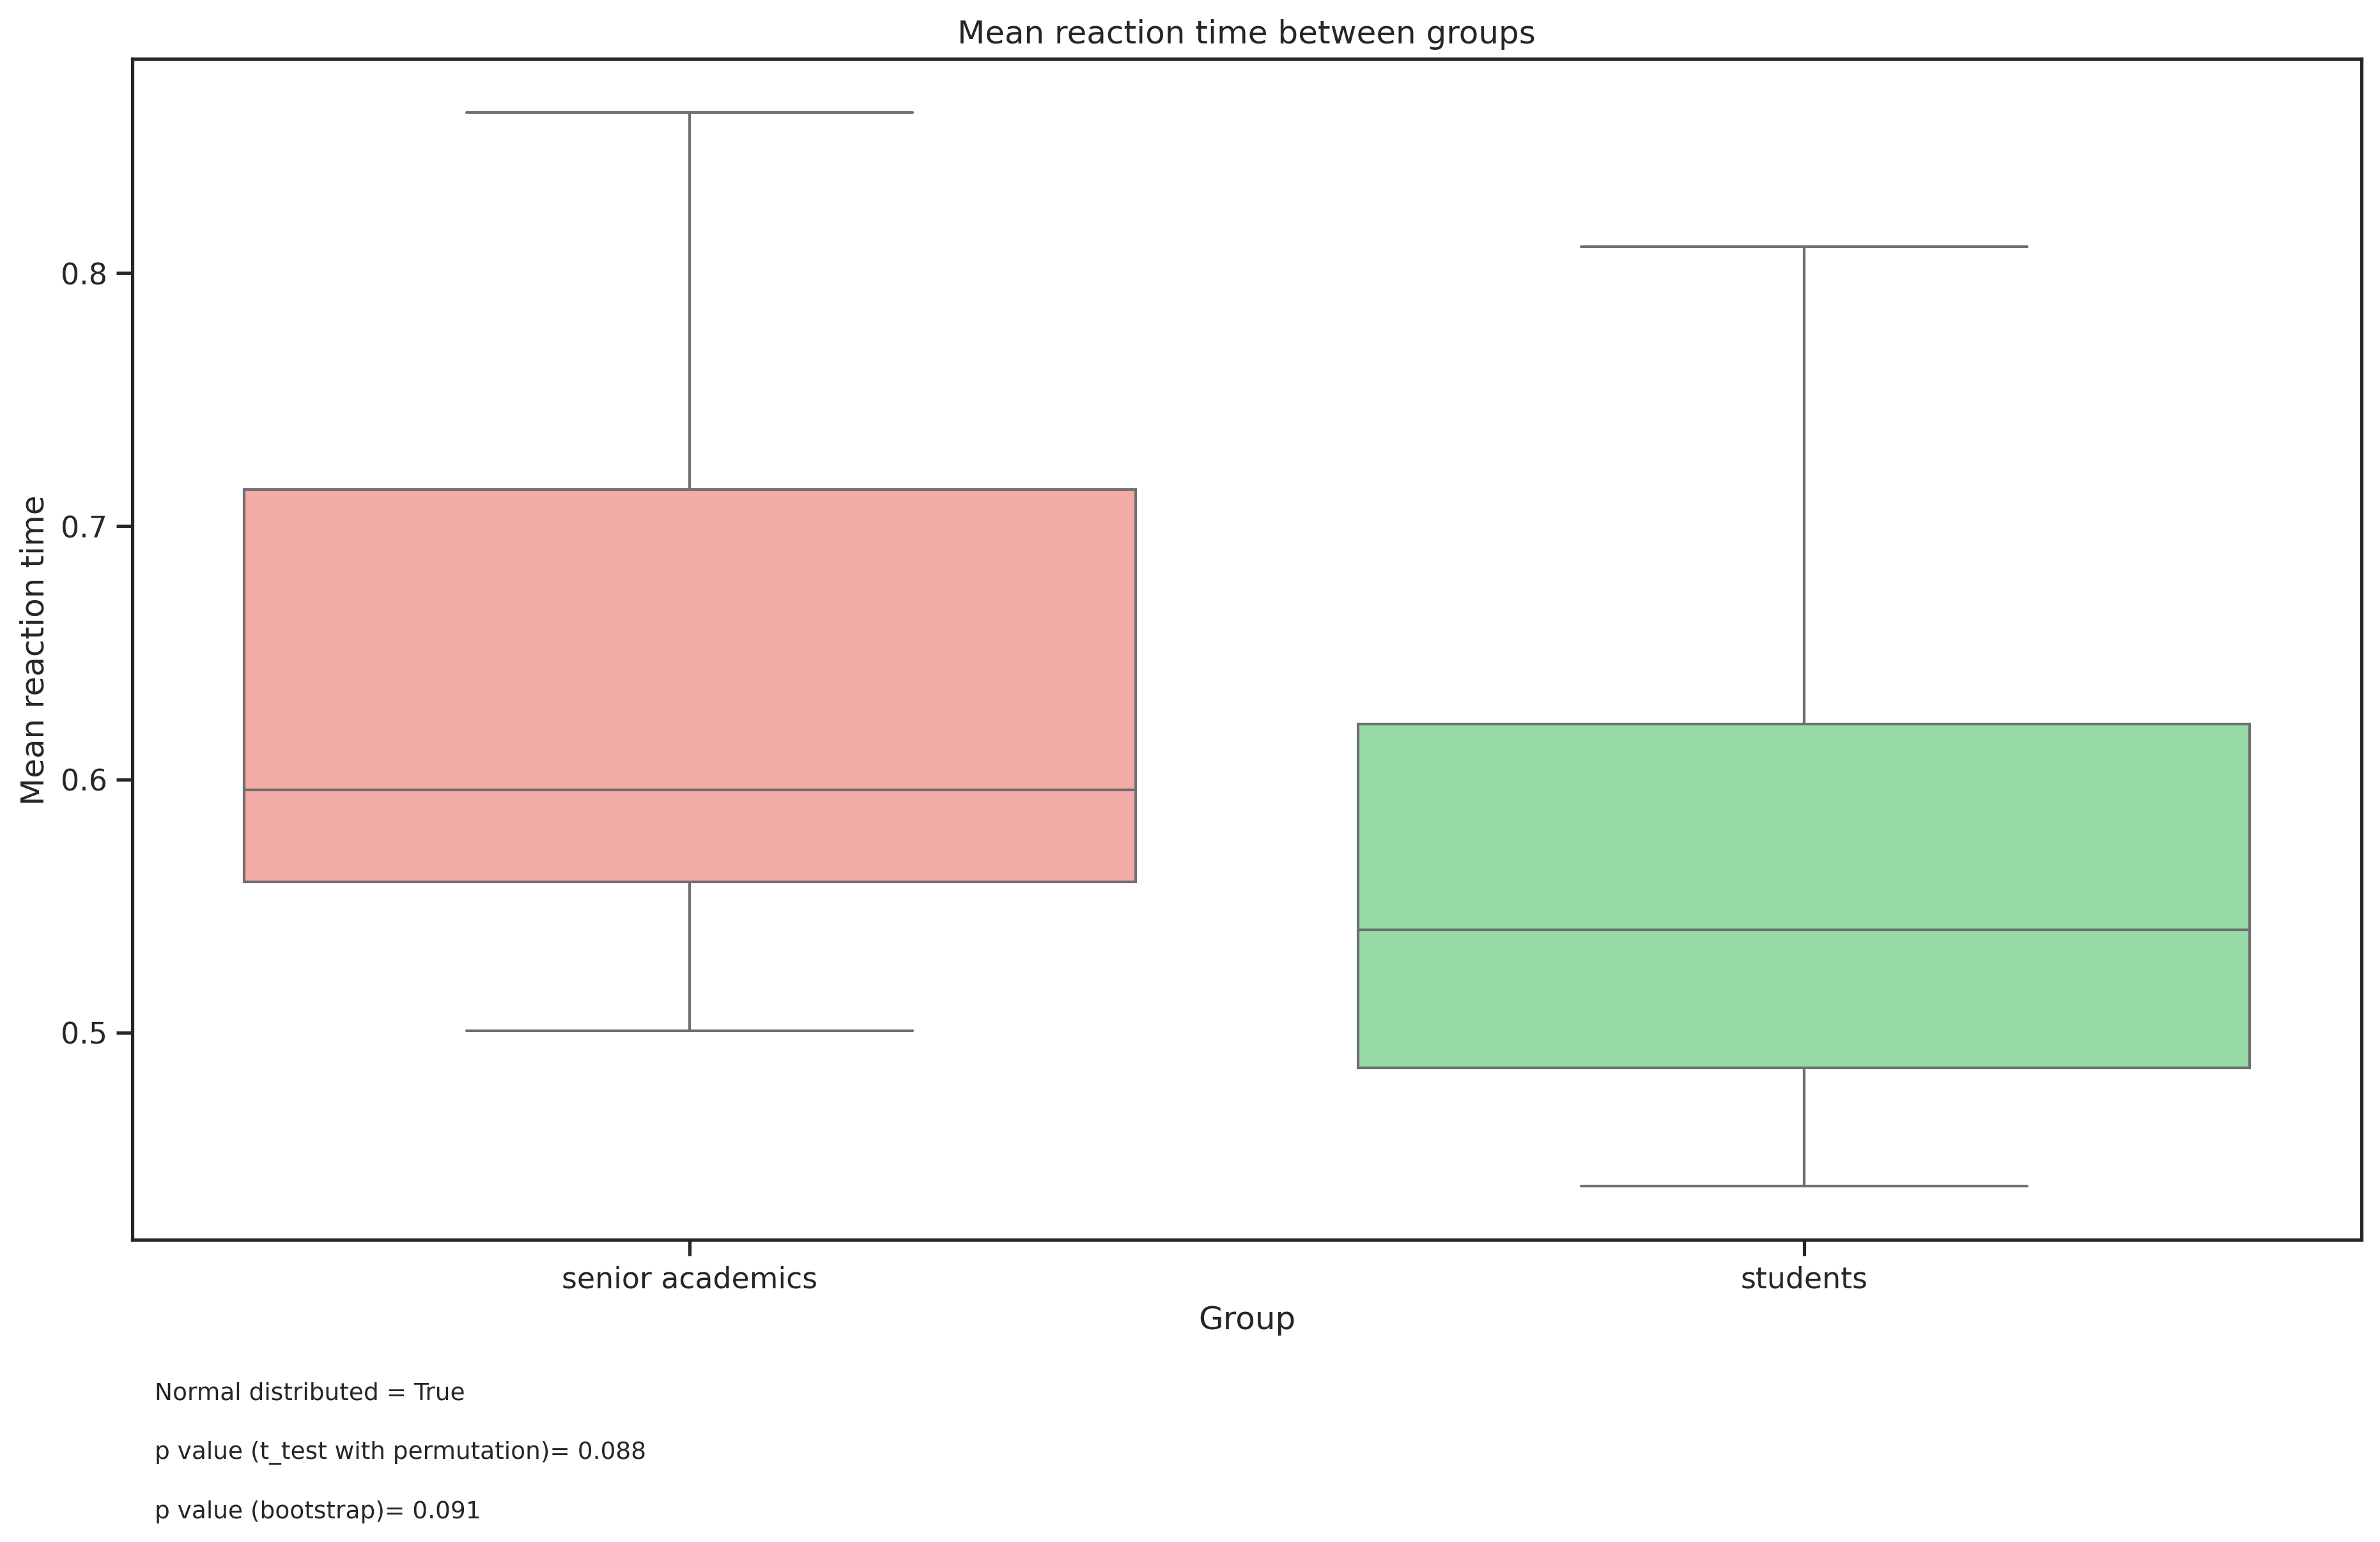 Mean reaction time between groups
Mean reaction time
0.8
0.7
0.6
0.5
senior academics
students
Group
Normal distributed = True
p value (t_test with permutation)= 0.088
p value (bootstrap)= 0.091